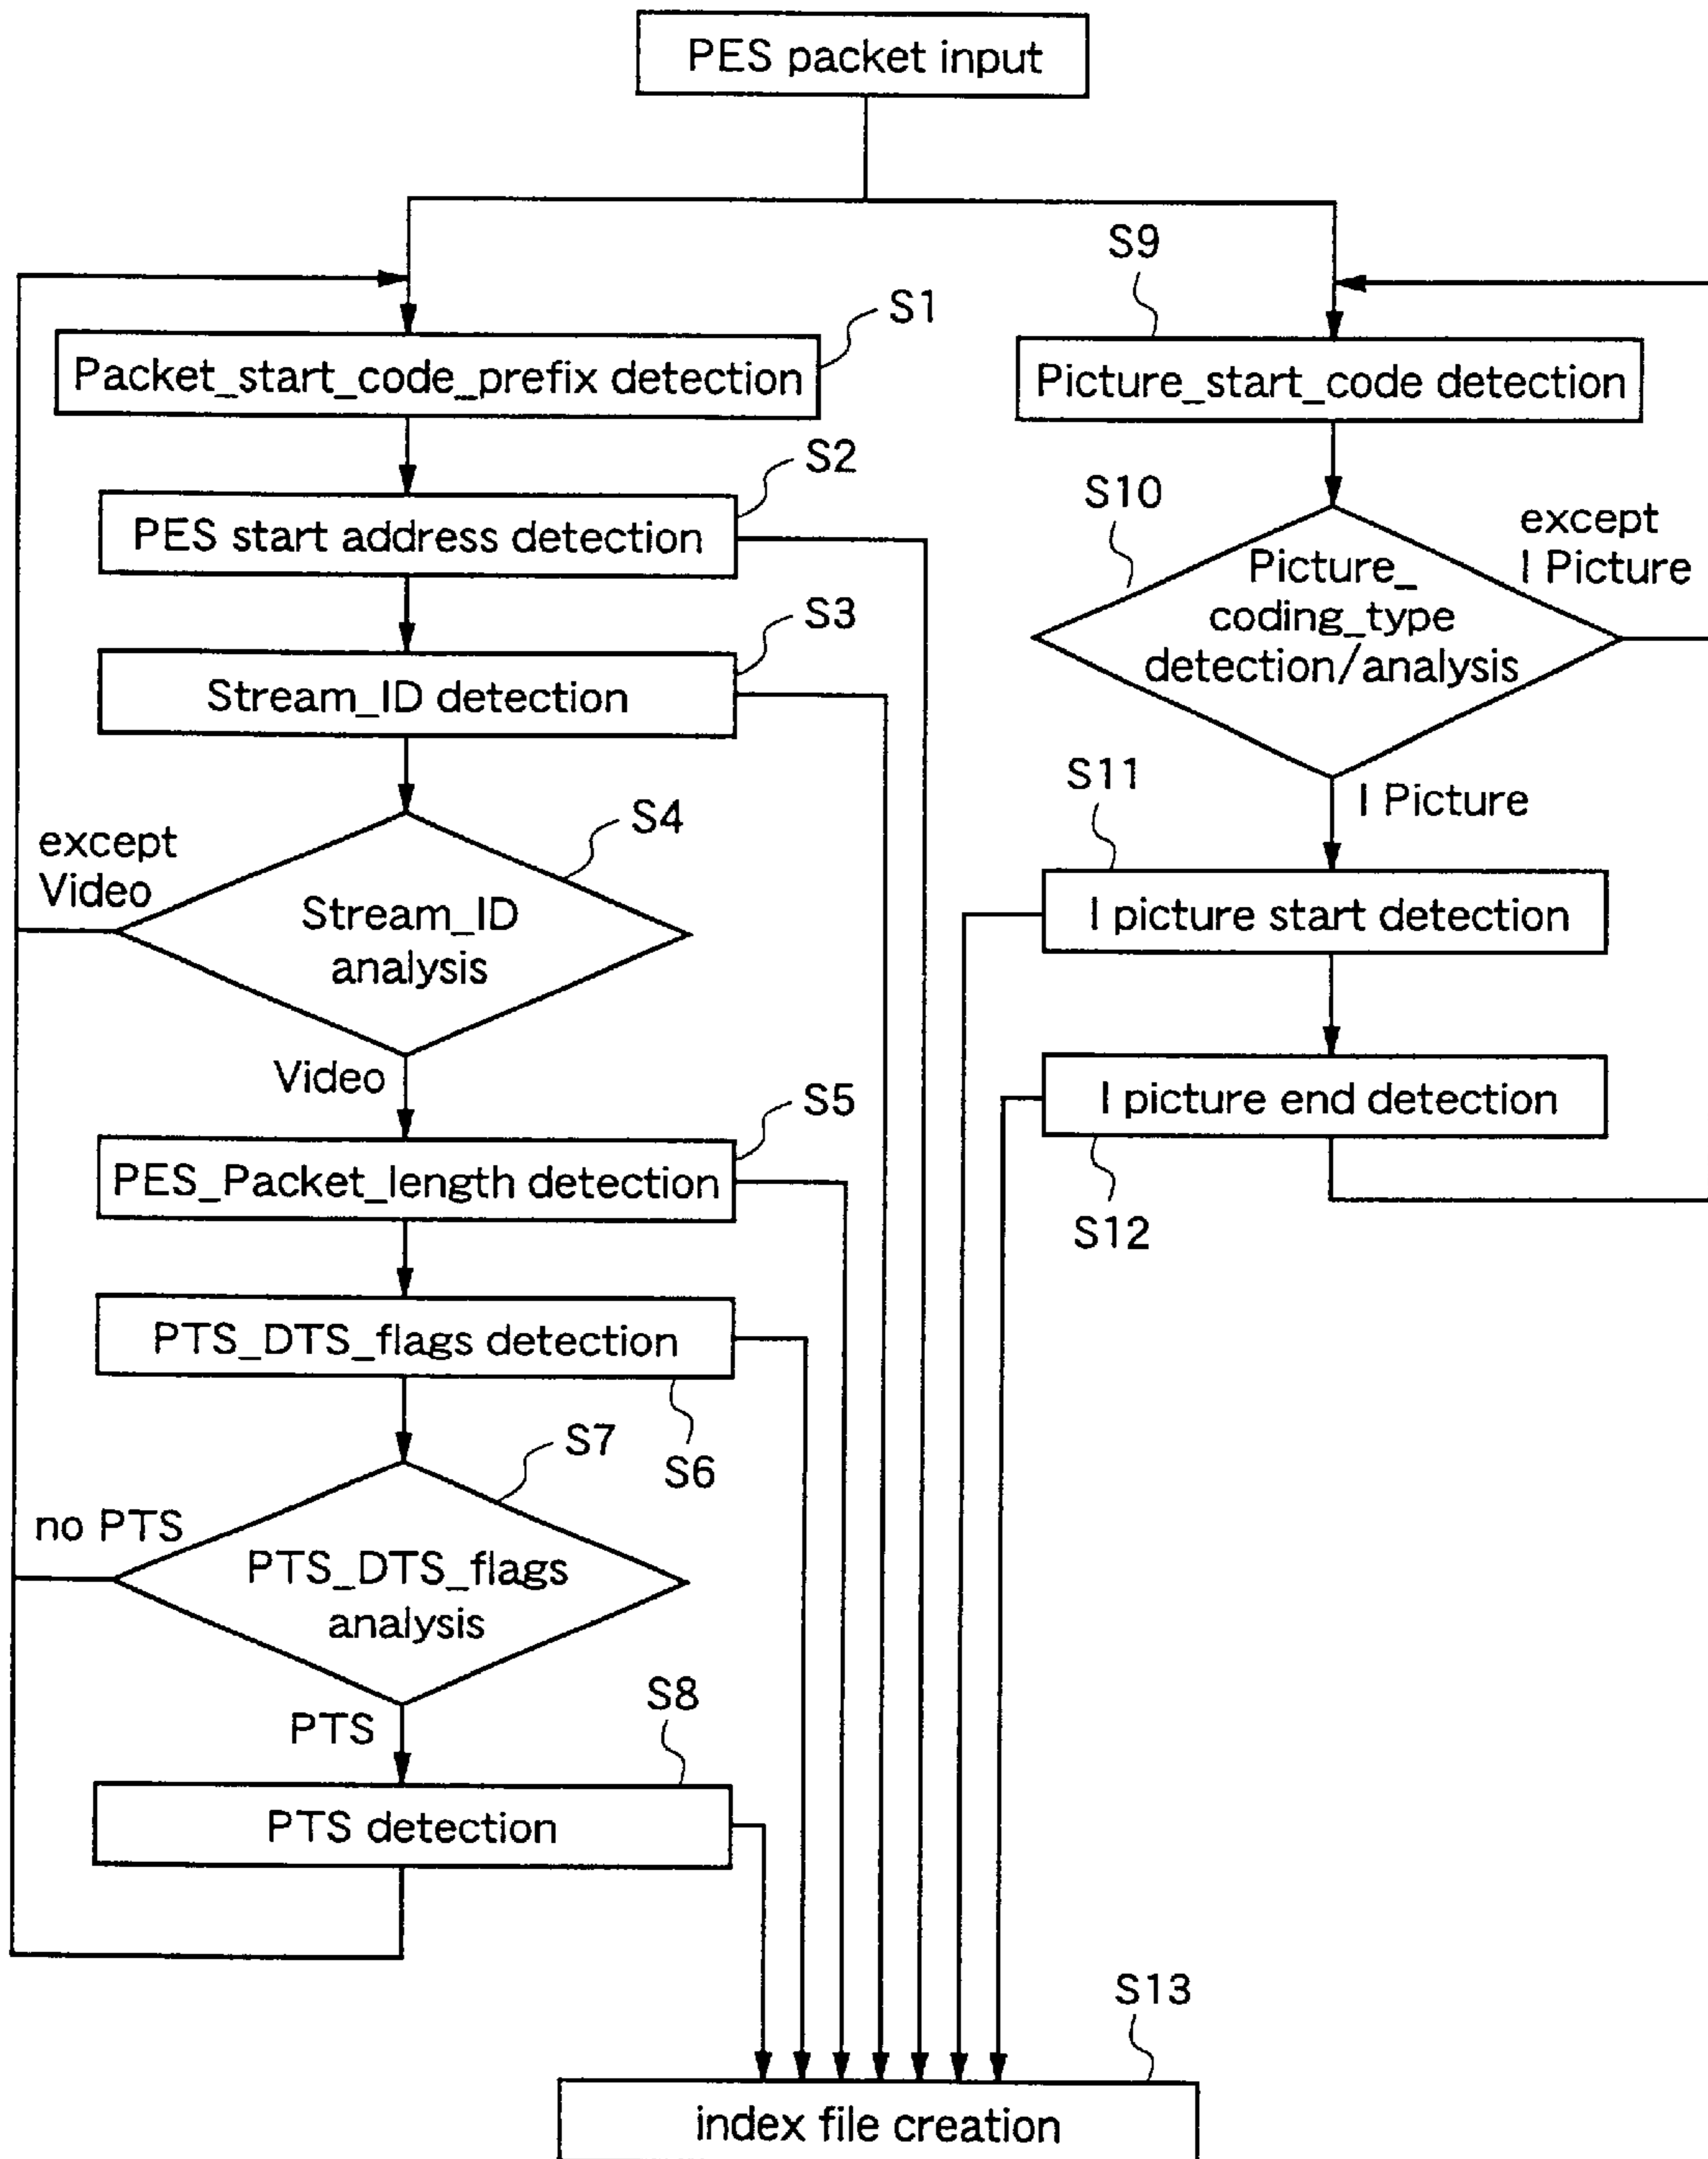 PES packet input
S1
Packet_start_code_prefix detection
S2
PES start address detection
S3
Stream_ID detection
S4
except
Video
Stream_ID
analysis
Video
S5
PES_Packet_length detection
PTS_DTS_flags detection
S6
S7
no PTS
PTS_DTS_flags
analysis
PTS
S8
PTS detection
S9
Picture_start_code detection
S10
except
I Picture
Picture_
coding_type
detection/analysis
S11
I Picture
I picture start detection
I picture end detection
S12
S13
index file creation